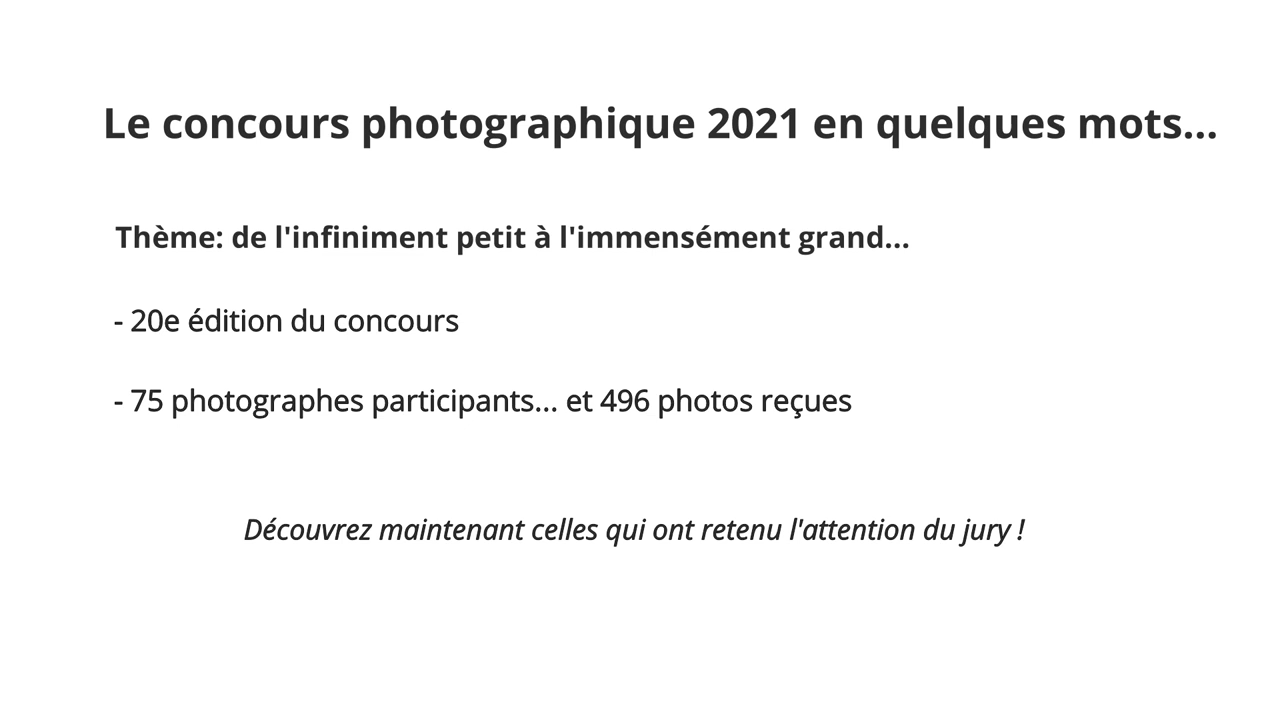 Le concours photographique 2021 en quelques mots...
Thème: de l'infiniment petit à l'immensément grand...
- 20e édition du concours
- 75 photographes participants... et 496 photos reçues
Découvrez maintenant celles qui ont retenu l'attention du jury !